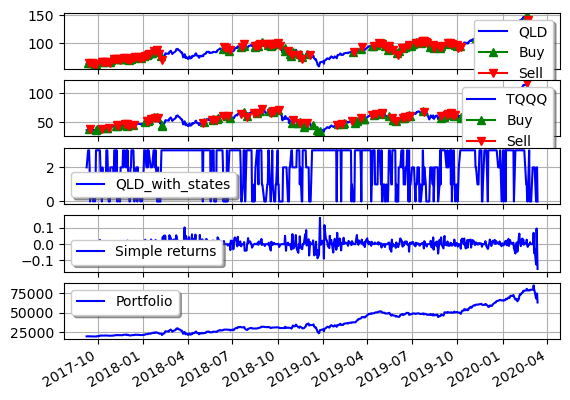 150
100
QLD
Buy
Sell
100
50
TQQQ
Buy
Sell
2
0
QLD_with_states
0.1
0.0
−0.1
Simple returns
75000
50000
25000
Portfolio
2017-10
2018-01
2018-04
2018-07
2018-10
2019-01
2019-04
2019-07
2019-10
2020-01
2020-04